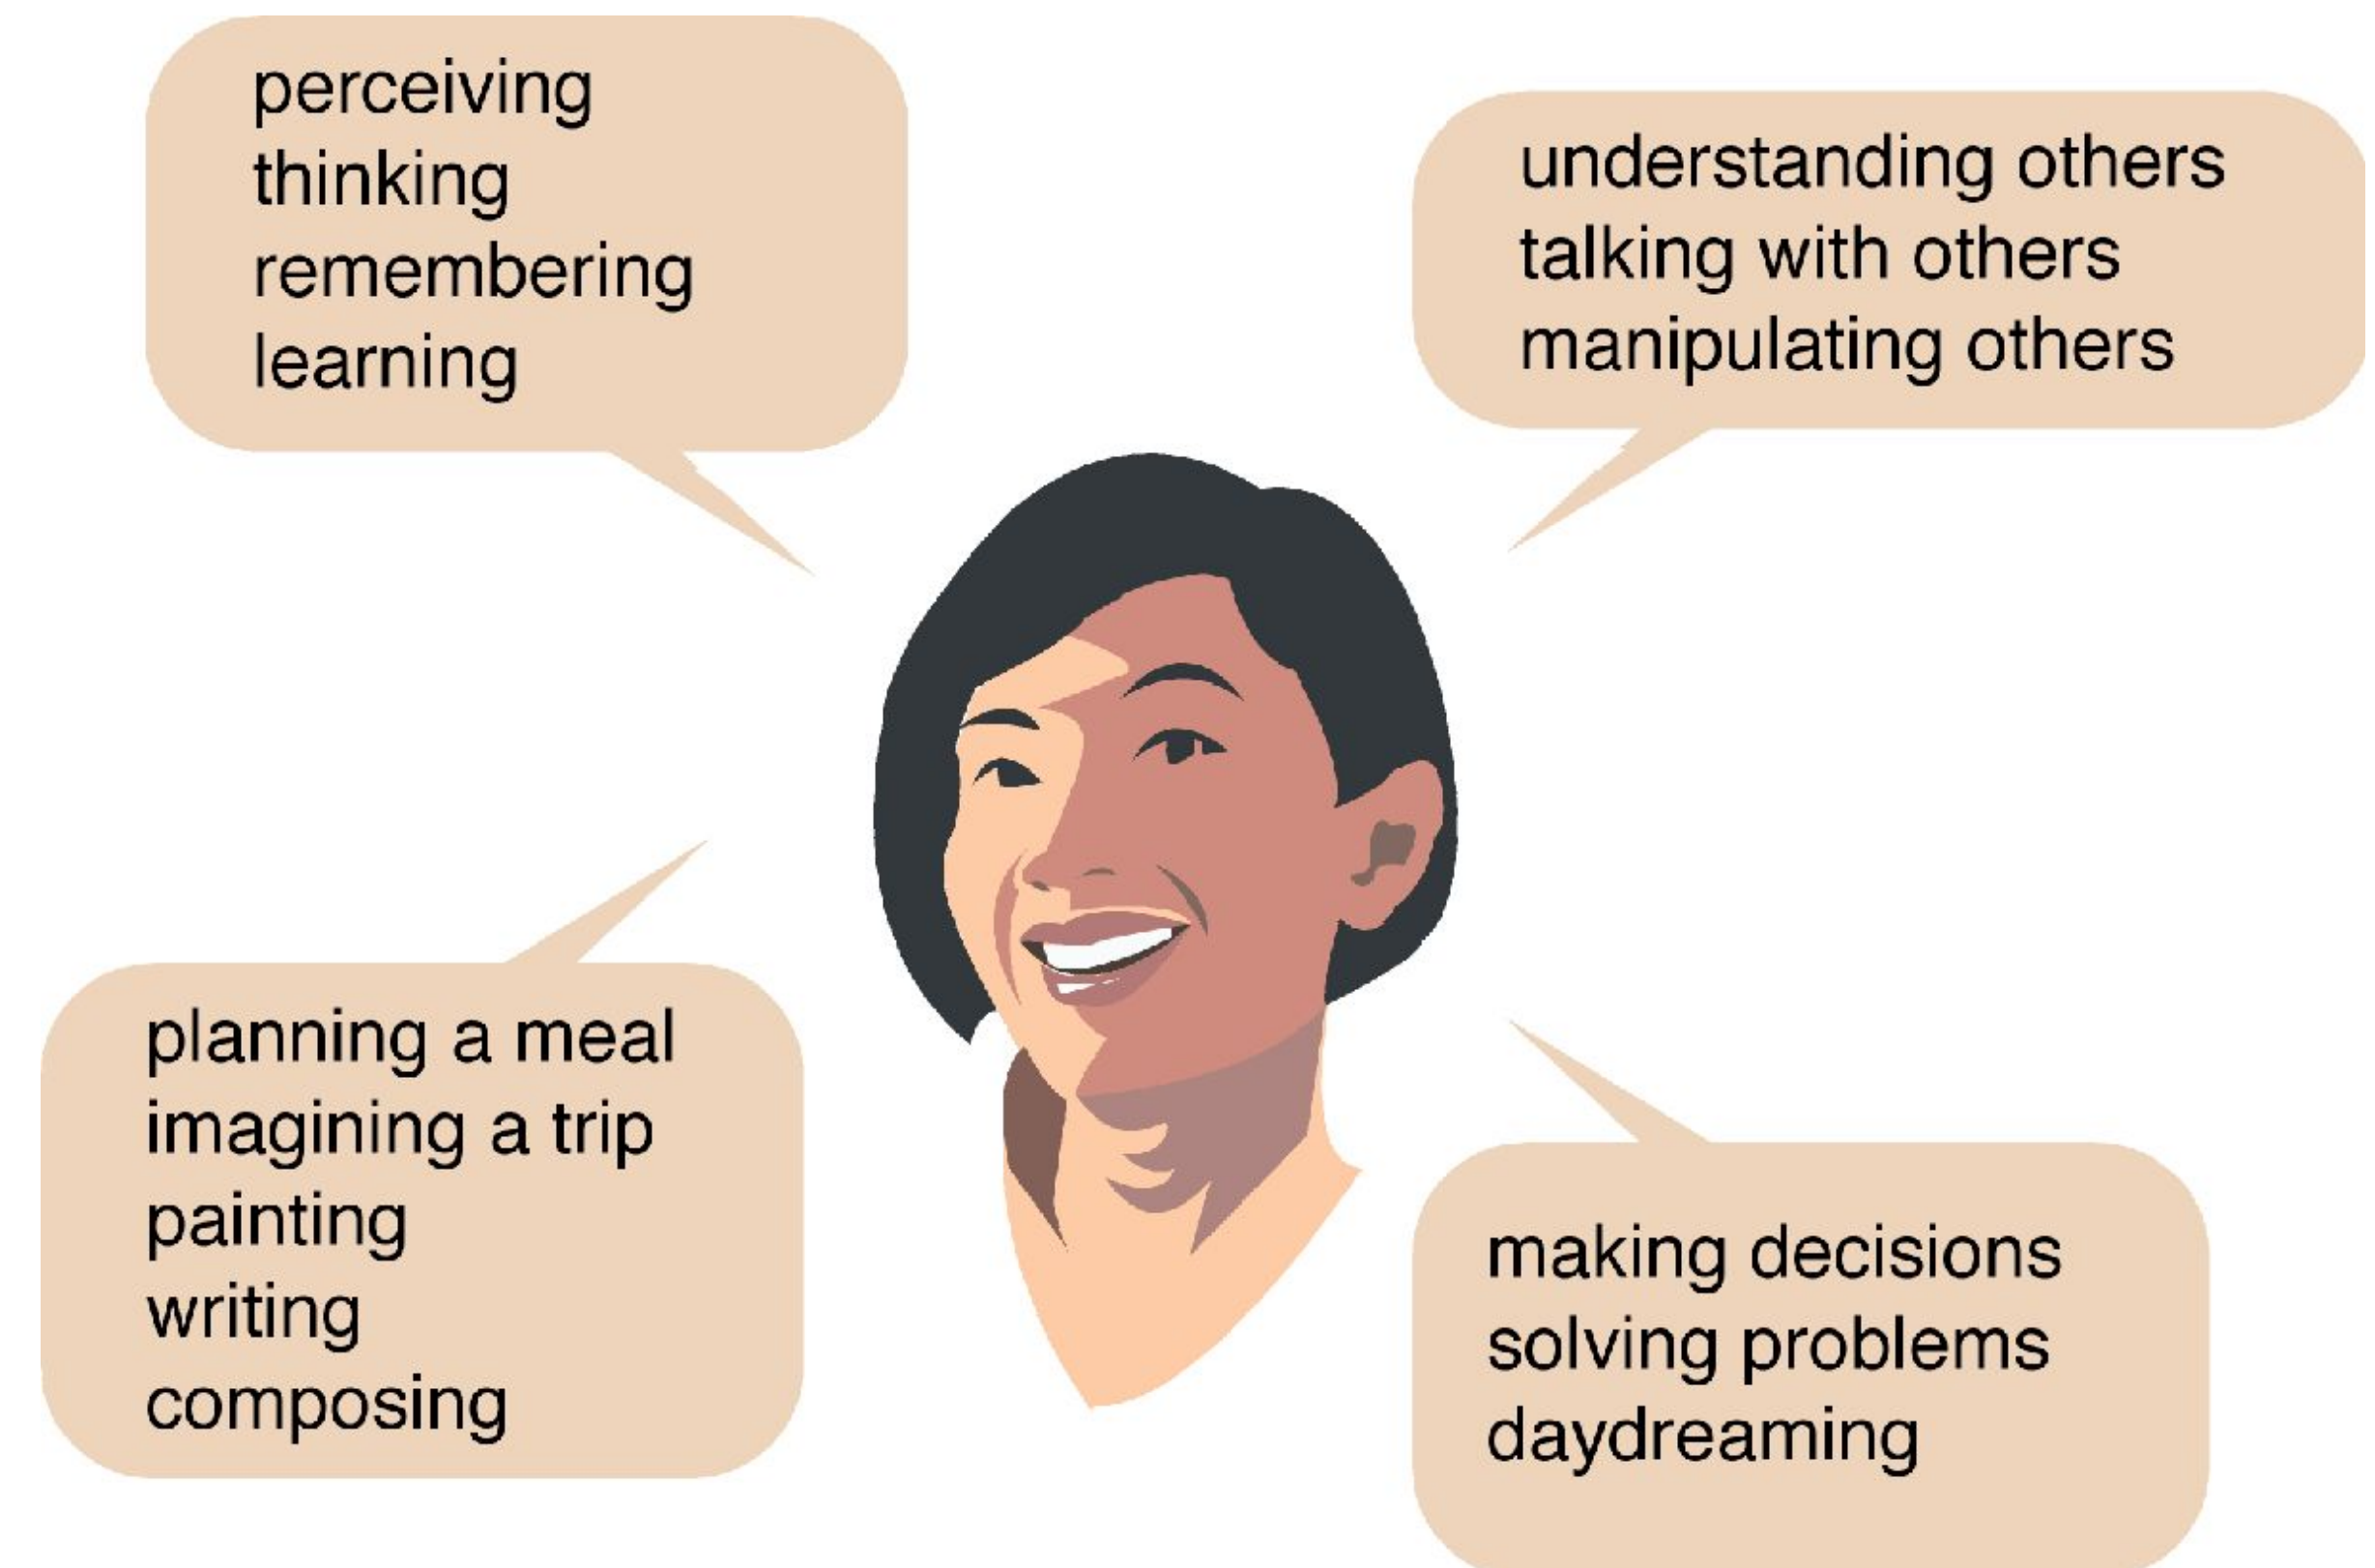 perceiving
thinking
remembering
learning
understanding others
talking with others
manipulating others
planning a meal
imagining a trip
painting
writing
composing
making decisions
solving problems
daydreaming